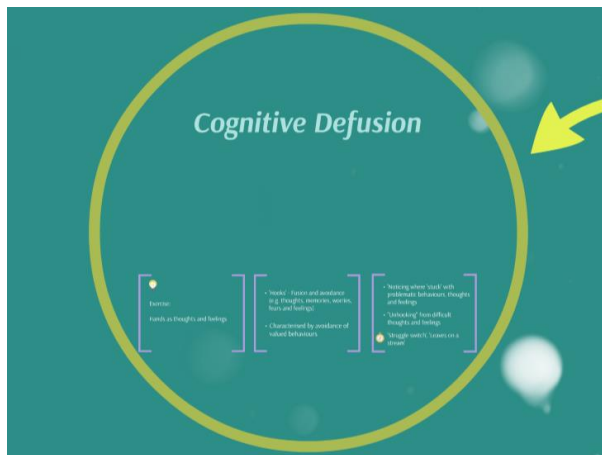 Cognitive Defusion
Exercise:
Hands as thoughts and feelings
• 'Hooks' - Fusion and avoidance
(e.g. thoughts, memories, worries,
fears and feelings)
• Characterised by avoidance of
valued behaviours
• 'Noticing where 'stuck' with
problematic behaviours, thoughts
and feelings
• "Unhooking" from difficult
thoughts and feelings
'Struggle switch', 'Leaves on a
stream'